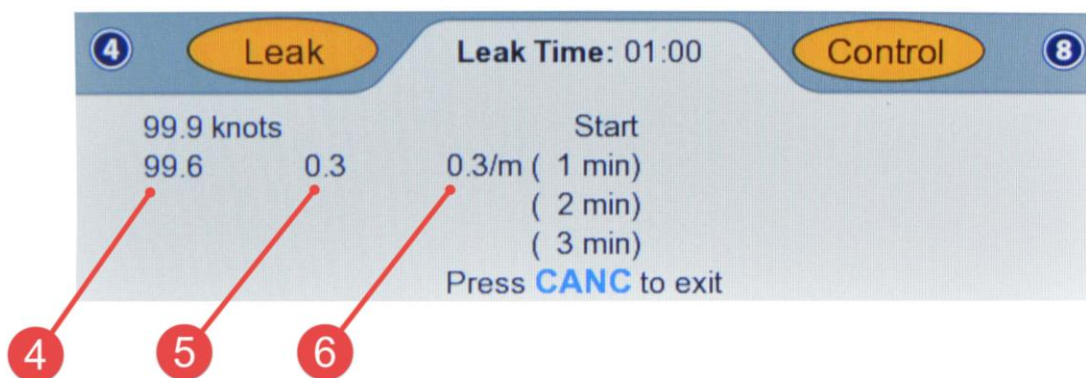 4 Leak Leak Time: 01:00 Control 8
99.9 knots Start
99.6 0.3 0.3/m ( 1 min)
( 2 min)
( 3 min)
Press CANC to exit
4 5 6